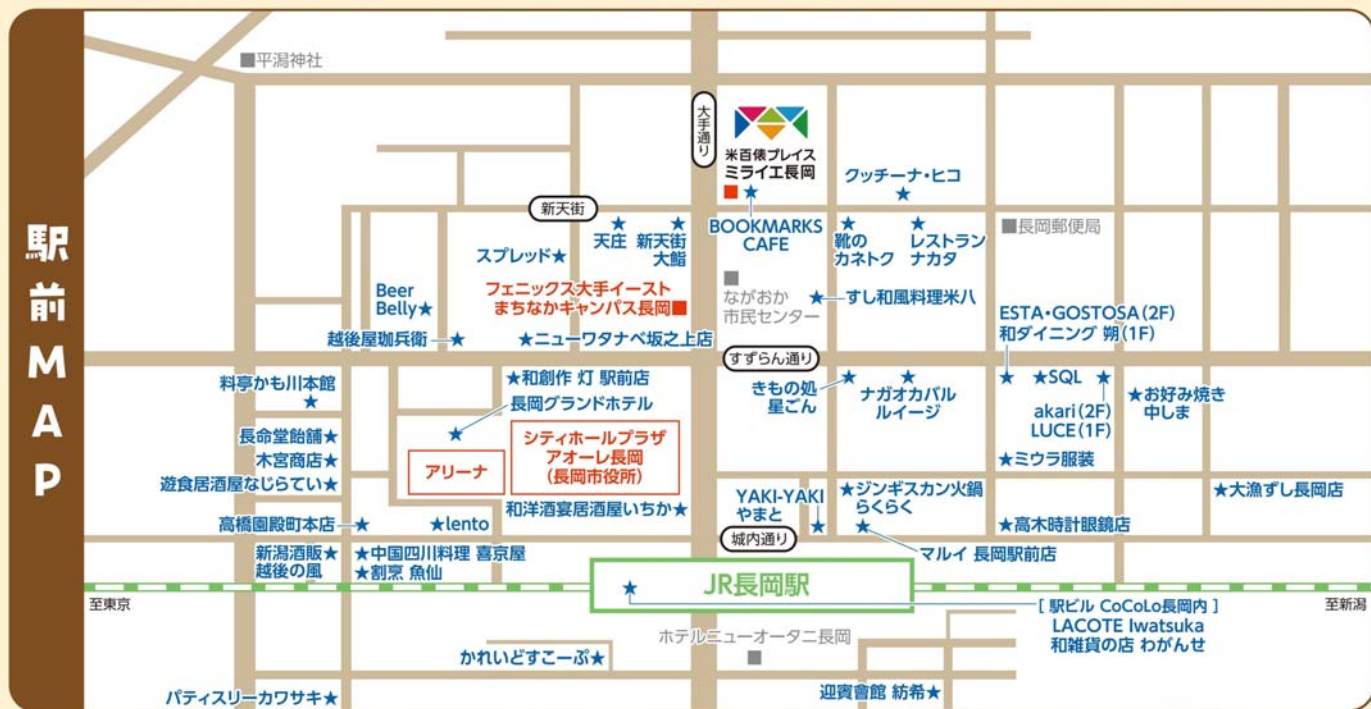 駅前MAP
■平潟神社
大手通り
米百俵プレイス
ミライエ長岡
クッチーナ・ヒコ
新天街
天庄
新天街
大鮨
BOOKMARKS
CAFE
靴の
カネトク
レストラン
ナカタ
■長岡郵便局
スプレッド★
フェニックス大手イースト
まちなかキャンパス長岡■
ながおか
市民センター
★すし和風料理米八
Beer
Belly★
越後屋珈兵衛
★ニューワタナベ坂之上店
ESTA・GOSTOSA(2F)
和ダイニング 朔(1F)
すずらん通り
料亭かも川本館
★和創作 灯 駅前店
長岡グランドホテル
きもの処
星ごん
ナガオカバル
ルイージ
★SQL
akari(2F)
LUCE(1F)
★お好み焼き
中しま
長命堂飴舗★
木宮商店★
遊食居酒屋なじらてい★
アリーナ
シティホールプラザ
アオーレ長岡
(長岡市役所)
★ミウラ服装
高橋園殿町本店
★lento
和洋酒宴居酒屋いちか★
YAKI-YAKI
やまと
★ジンギスカン火鍋
らくらく
★大漁ずし長岡店
城内通り
マルイ 長岡駅前店
★高木時計眼鏡店
新潟酒販★
越後の風
★中国四川料理 喜京屋
★割烹 魚仙
JR長岡駅
至東京
至新潟
[ 駅ビル CoCoLo長岡内 ]
LACOTE Iwatsuka
和雑貨の店 わがんせ
ホテルニューオータニ長岡
かれいどすこーぷ★
パティスリーカワサキ★
迎賓會館 紡希★